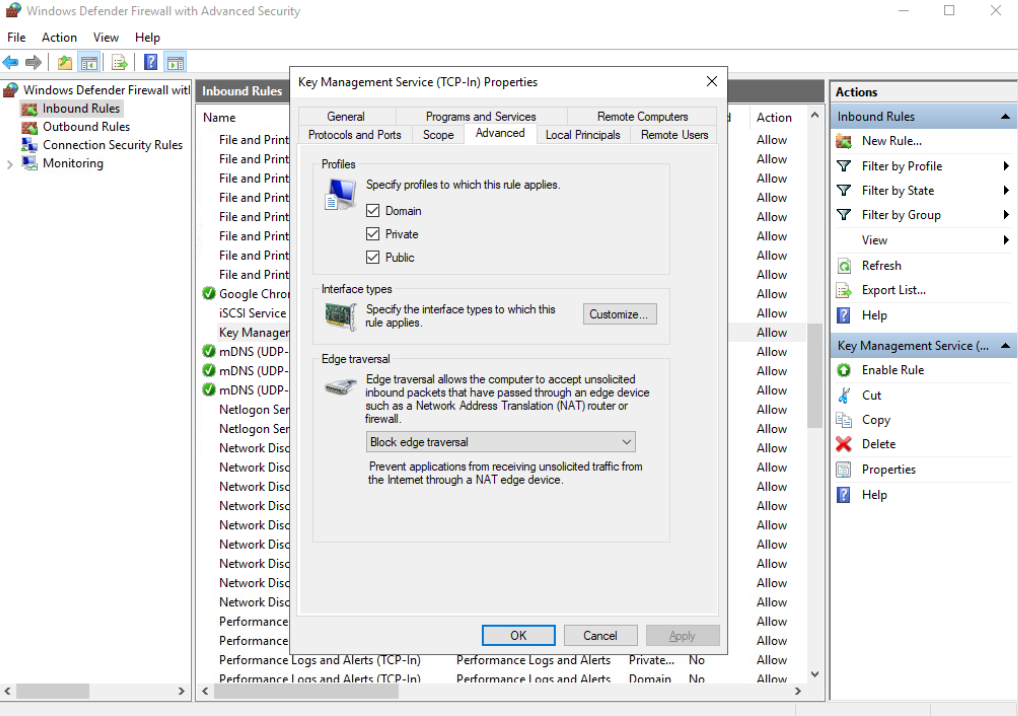 Windows Defender Firewall with Advanced Security
File Action View Help
Windows Defender Firewall witl
Inbound Rules
Outbound Rules
Connection Security Rules
Monitoring
Inbound Rules
Name
Action
File and Print Allow
File and Print Allow
File and Print Allow
File and Print Allow
File and Print Allow
File and Print Allow
File and Print Allow
File and Print Allow
Google Chro Allow
iSCSI Service Allow
Key Manager Allow
mDNS (UDP- Allow
mDNS (UDP- Allow
mDNS (UDP- Allow
Netlogon Ser Allow
Netlogon Ser Allow
Network Disc Allow
Network Disc Allow
Network Disc Allow
Network Disc Allow
Network Disc Allow
Network Disc Allow
Network Disc Allow
Network Disc Allow
Network Disc Allow
Performance Allow
Performance Allow
Performance Logs and Alerts (TCP-In) Performance Logs and Alerts Private... No Allow
Performance Logs and Alerts (TCP-In) Performance Logs and Alerts Domain No Allow
Key Management Service (TCP-In) Properties
General Programs and Services Remote Computers
Protocols and Ports Scope Advanced Local Principals Remote Users
Profiles
Specify profiles to which this rule applies.
Domain
Private
Public
Interface types
Specify the interface types to which this
rule applies.
Customize...
Edge traversal
Edge traversal allows the computer to accept unsolicited
inbound packets that have passed through an edge device
such as a Network Address Translation (NAT) router or
firewall.
Block edge traversal
Prevent applications from receiving unsolicited traffic from
the Internet through a NAT edge device.
OK Cancel Apply
Actions
Inbound Rules
New Rule...
Filter by Profile
Filter by State
Filter by Group
View
Refresh
Export List...
Help
Key Management Service (...
Enable Rule
Cut
Copy
Delete
Properties
Help